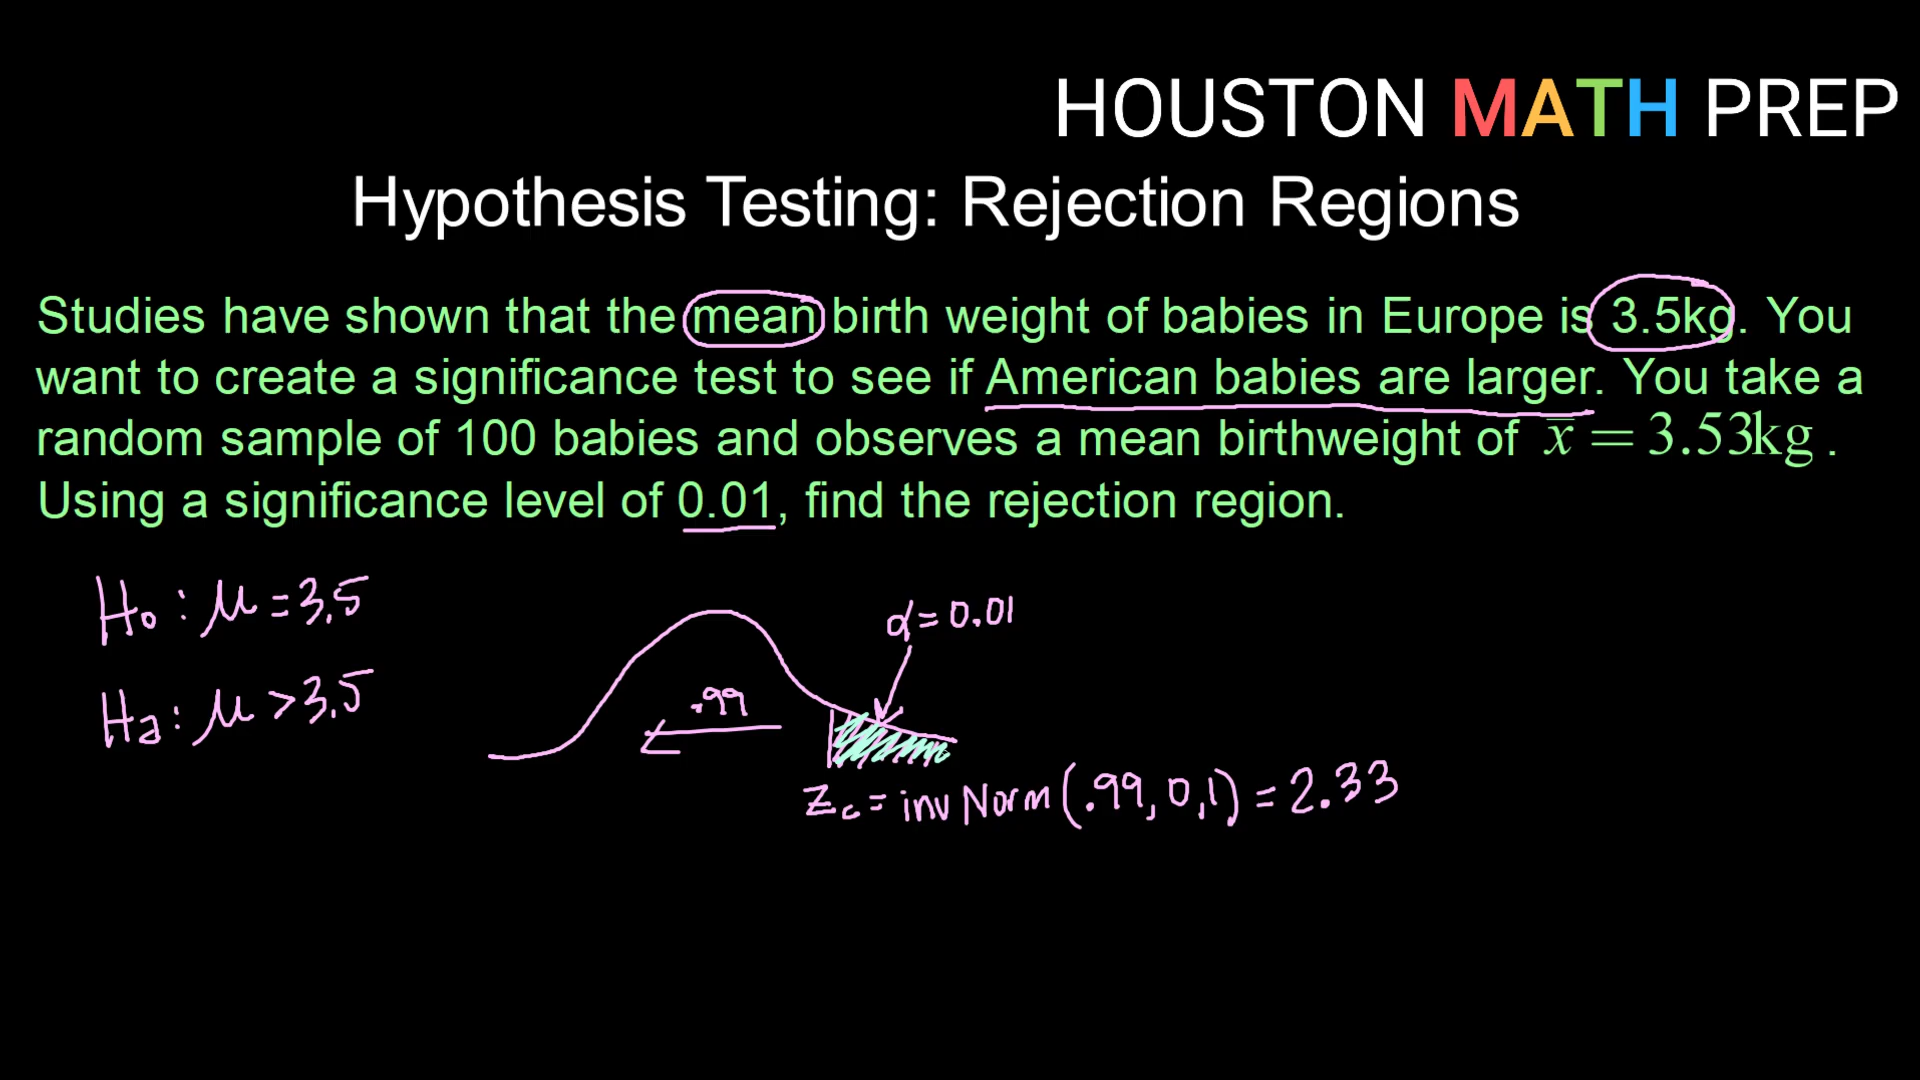 HOUSTON MATH PREP
Hypothesis Testing: Rejection Regions
Studies have shown that the mean birth weight of babies in Europe is 3.5kg. You
want to create a significance test to see if American babies are larger. You take a
random sample of 100 babies and observes a mean birthweight of x̅ = 3.53kg .
Using a significance level of 0.01, find the rejection region.
H₀ : μ = 3.5
Hₐ : μ > 3.5
α = 0.01
.99
Z_c = invNorm(.99, 0, 1) = 2.33